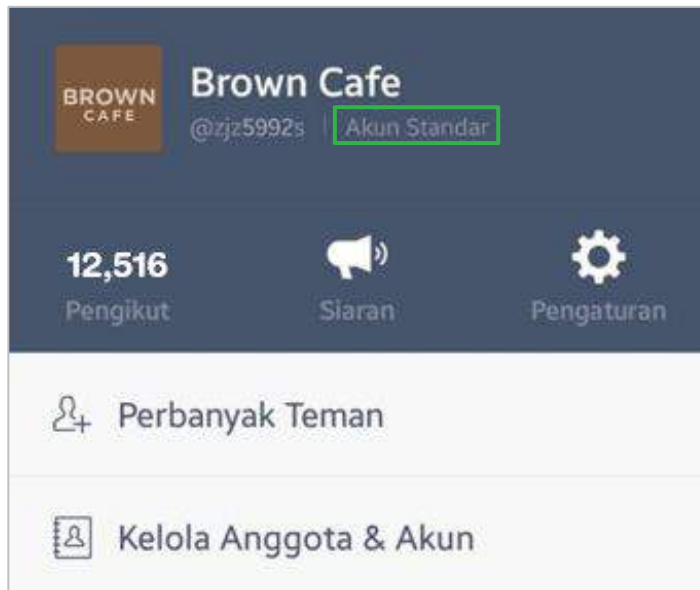 BROWN
CAFE
Brown Cafe
@zjz5992s | Akun Standar
12,516
Pengikut
Siaran
Pengaturan
Perbanyak Teman
Kelola Anggota & Akun